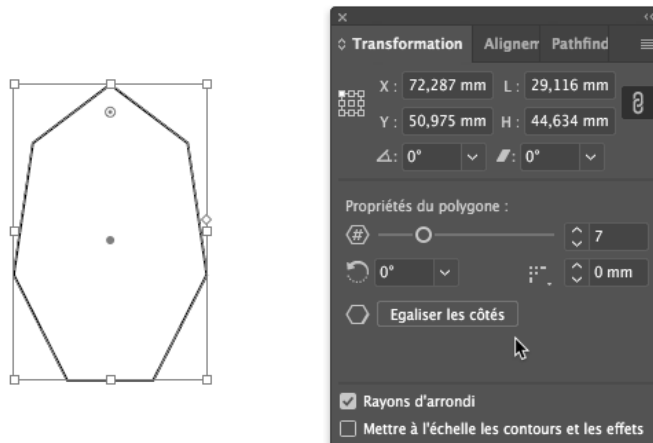 Transformation Alignem Pathfind
X : 72,287 mm L : 29,116 mm
Y : 50,975 mm H : 44,634 mm
0° 0°
Propriétés du polygone :
# 7
0° 0 mm
Egaliser les côtés
Rayons d'arrondi
Mettre à l'échelle les contours et les effets